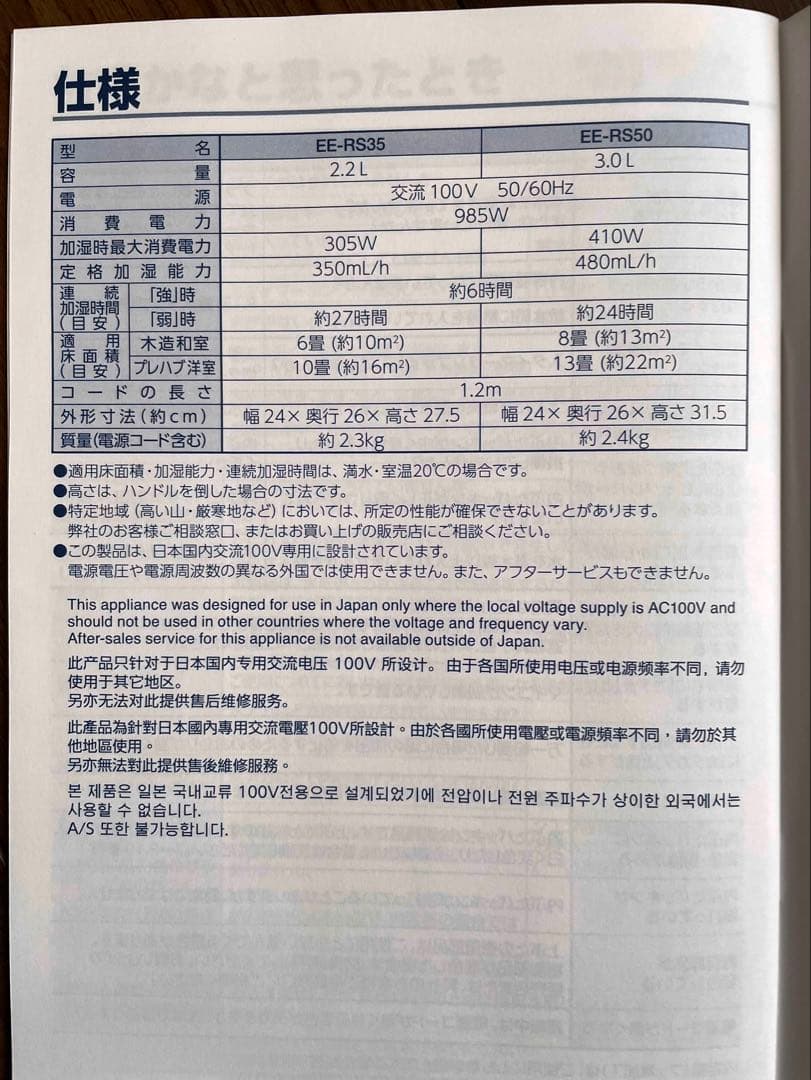 仕様
型名 EE-RS35 EE-RS50
容量 2.2L 3.0L
電源 交流100V 50/60Hz
消費電力 985W
加湿時最大消費電力 305W 410W
定格加湿能力 350mL/h 480mL/h
連続加湿時間(目安) 「強」時 約6時間
「弱」時 約27時間 約24時間
適用床面積(目安) 木造和室 6畳(約10m²) 8畳(約13m²)
プレハブ洋室 10畳(約16m²) 13畳(約22m²)
コードの長さ 1.2m
外形寸法(約cm) 幅24×奥行26×高さ27.5 幅24×奥行26×高さ31.5
質量(電源コード含む) 約2.3kg 約2.4kg
●適用床面積・加湿能力・連続加湿時間は、満水・室温20℃の場合です。
●高さは、ハンドルを倒した場合の寸法です。
●特定地域(高い山・厳寒地など)においては、所定の性能が確保できないことがあります。
弊社のお客様ご相談窓口、またはお買い上げの販売店にご相談ください。
●この製品は、日本国内交流100V専用に設計されています。
電源電圧や電源周波数の異なる外国では使用できません。また、アフターサービスもできません。
This appliance was designed for use in Japan only where the local voltage supply is AC100V and
should not be used in other countries where the voltage and frequency vary.
After-sales service for this appliance is not available outside of Japan.
此产品只针对于日本国内专用交流电压 100V 所设计。由于各国所使用电压或电源频率不同,请勿
使用于其它地区。
另亦无法对此提供售后维修服务。
此產品為針對日本國內專用交流電壓100V所設計。由於各國所使用電壓或電源頻率不同,請勿於其
他地區使用。
另亦無法對此提供售後維修服務。
본 제품은 일본 국내교류 100V전용으로 설계되었기에 전압이나 전원 주파수가 상이한 외국에서는
사용할 수 없습니다.
A/S 또한 불가능합니다.